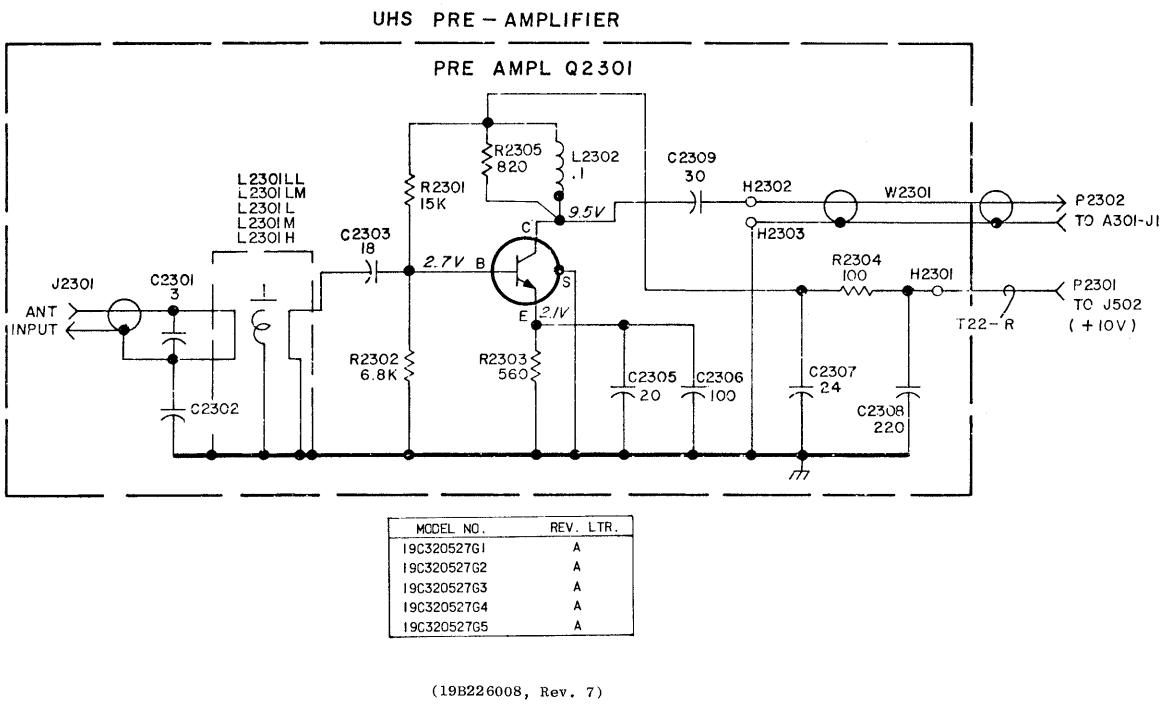 UHS PRE-AMPLIFIER
PRE AMPL Q2301
R2305
820
L2302
.1
C2309
30
H2302
W2301
P2302
TO A301-J1
H2303
L2301LL
L2301LM
L2301L
L2301M
L2301H
R2301
15K
9.5V
C
C2303
18
2.7V
B
S
E
2.1V
R2304
100
H2301
P2301
TO J502
(+10V)
T22-R
J2301
C2301
3
ANT
INPUT
R2302
6.8K
R2303
560
C2305
20
C2306
100
C2307
24
C2308
220
C2302
MODEL NO. REV. LTR.
19C320527G1 A
19C320527G2 A
19C320527G3 A
19C320527G4 A
19C320527G5 A
(19B226008, Rev. 7)